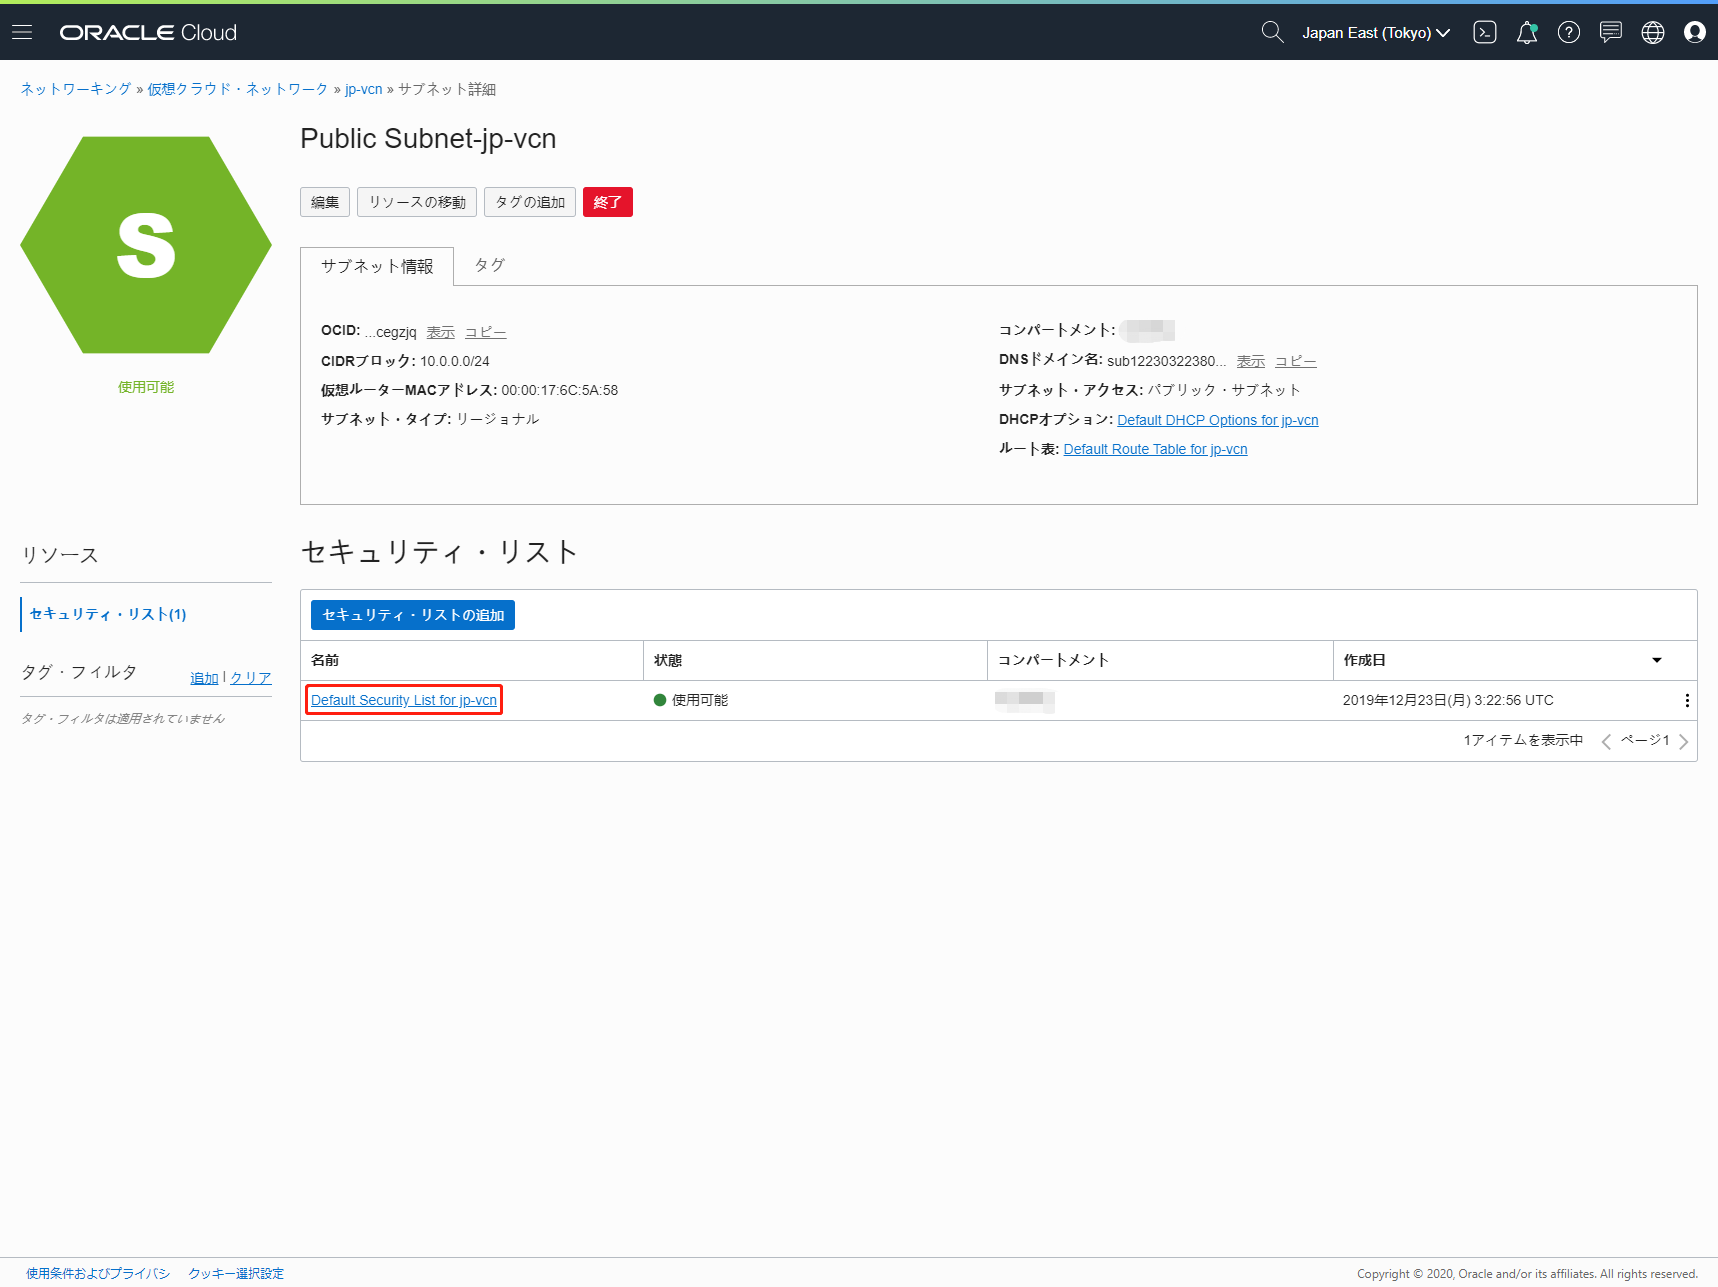 ORACLE Cloud
Japan East (Tokyo)
ネットワーキング » 仮想クラウド・ネットワーク » jp-vcn » サブネット詳細
S
使用可能
Public Subnet-jp-vcn
編集 リソースの移動 タグの追加 終了
サブネット情報 タグ
OCID: ...cegzjq 表示 コピー
CIDRブロック: 10.0.0.0/24
仮想ルーターMACアドレス: 00:00:17:6C:5A:58
サブネット・タイプ: リージョナル
コンパートメント:
DNSドメイン名: sub12230322380... 表示 コピー
サブネット・アクセス: パブリック・サブネット
DHCPオプション: Default DHCP Options for jp-vcn
ルート表: Default Route Table for jp-vcn
リソース
セキュリティ・リスト(1)
タグ・フィルタ 追加 | クリア
タグ・フィルタは適用されていません
セキュリティ・リスト
セキュリティ・リストの追加
名前 状態 コンパートメント 作成日
Default Security List for jp-vcn 使用可能 2019年12月23日(月) 3:22:56 UTC
1アイテムを表示中 ページ1
使用条件およびプライバシ クッキー選択設定
Copyright © 2020, Oracle and/or its affiliates. All rights reserved.